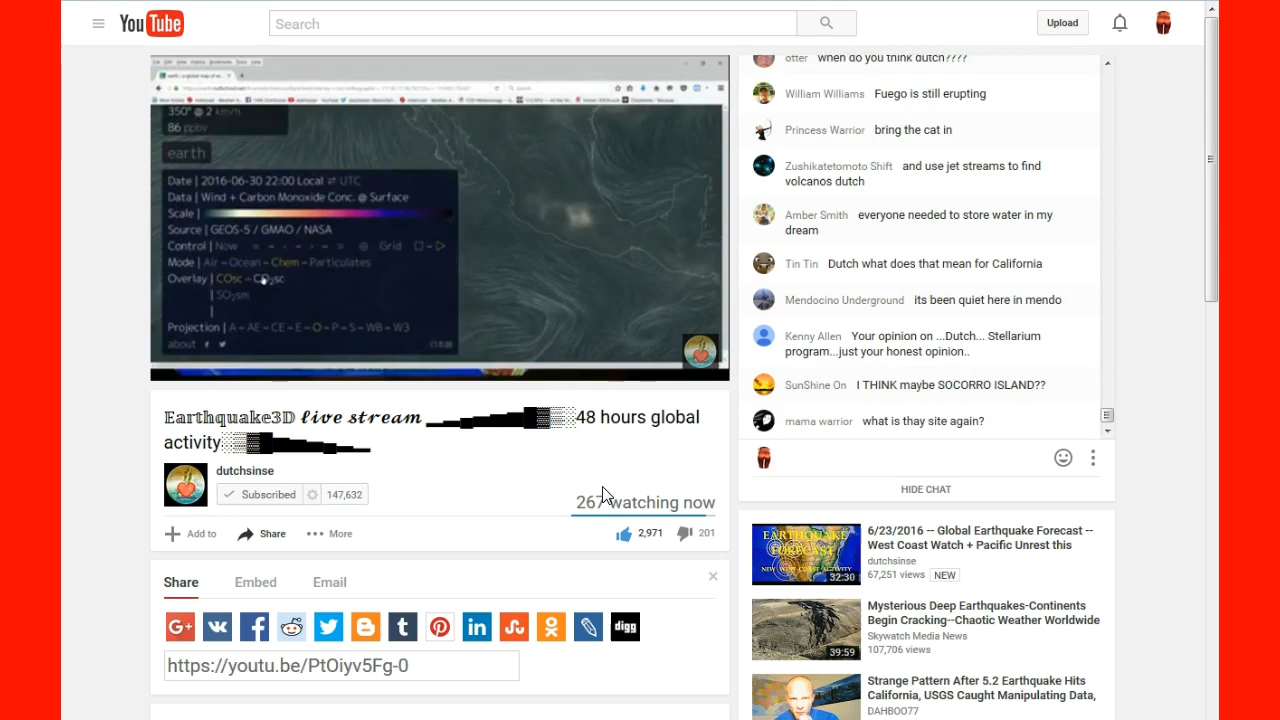 YouTube
Search
Upload
350° @ 2 km/h
86 ppbv
earth
Date | 2016-06-30 22:00 Local ⇄ UTC
Data | Wind + Carbon Monoxide Conc. @ Surface
Scale |
Source | GEOS-5 / GMAO / NASA
Control | Now « ‹ - › » ⊕ Grid □ - ▷
Mode | Air - Ocean - Chem - Particulates
Overlay | COsc - CO₂sc
| SO₂sm
|
Projection | A - AE - CE - E - O - P - S - WB - W3
about
Earthquake3D live stream ▁▂▃▄▅▆▇█▓▒░48 hours global
activity░▒▓█▇▆▅▄▃▂▁
dutchsinse
Subscribed 147,632
267 watching now
Add to Share More 2,971 201
Share Embed Email
G+ digg
https://youtu.be/PtOiyv5Fg-0
otter when do you think dutch????
William Williams Fuego is still erupting
Princess Warrior bring the cat in
Zushikatetomoto Shift and use jet streams to find
volcanos dutch
Amber Smith everyone needed to store water in my
dream
Tin Tin Dutch what does that mean for California
Mendocino Underground its been quiet here in mendo
Kenny Allen Your opinion on ...Dutch... Stellarium
program...just your honest opinion..
SunShine On I THINK maybe SOCORRO ISLAND??
mama warrior what is thay site again?
HIDE CHAT
EARTHQUAKE
FORECAST
NEW WEST COAST ACTIVITY
32:30
6/23/2016 -- Global Earthquake Forecast --
West Coast Watch + Pacific Unrest this
dutchsinse
67,251 views NEW
39:59
Mysterious Deep Earthquakes-Continents
Begin Cracking--Chaotic Weather Worldwide
Skywatch Media News
107,706 views
Strange Pattern After 5.2 Earthquake Hits
California, USGS Caught Manipulating Data,
DAHBOO77